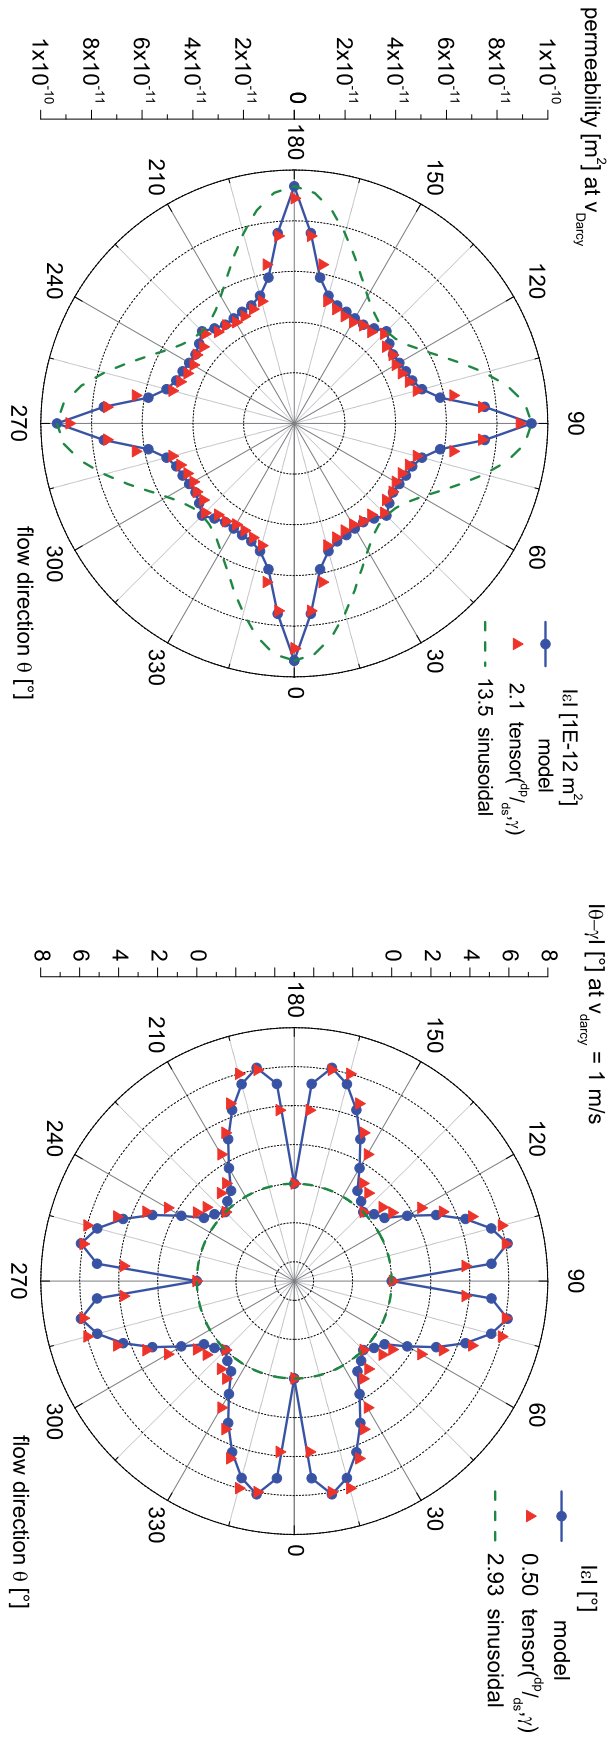 permeability [m²] at v_Darcy
1x10⁻¹⁰
8x10⁻¹¹
6x10⁻¹¹
4x10⁻¹¹
2x10⁻¹¹
0
2x10⁻¹¹
4x10⁻¹¹
6x10⁻¹¹
8x10⁻¹¹
1x10⁻¹⁰
0
30
60
90
120
150
180
210
240
270
300
330
flow direction θ [°]
|ε| [1E-12 m²]
model
2.1 tensor(dp/ds,γ)
13.5 sinusoidal
|θ–γ| [°] at v_darcy = 1 m/s
8
6
4
2
0
0
2
4
6
8
0
30
60
90
120
150
180
210
240
270
300
330
flow direction θ [°]
|ε| [°]
model
0.50 tensor(dp/ds,γ)
2.93 sinusoidal